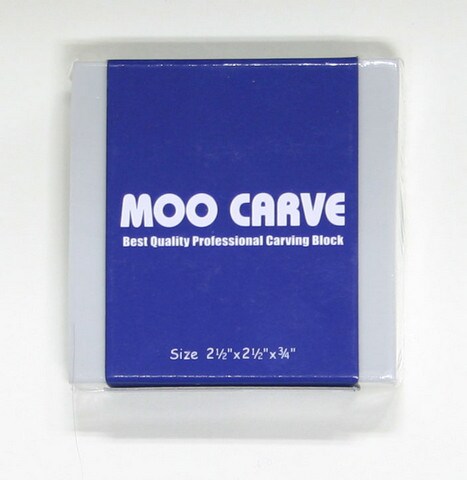 MOO CARVE
Best Quality Professional Carving Block
Size 2½"x2½"x¾"